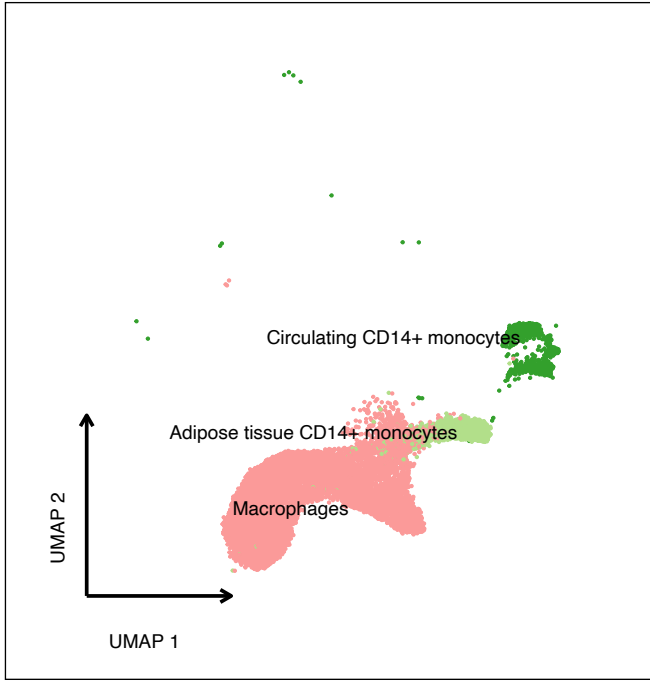 Circulating CD14+ monocytes
Adipose tissue CD14+ monocytes
Macrophages
UMAP 2
UMAP 1